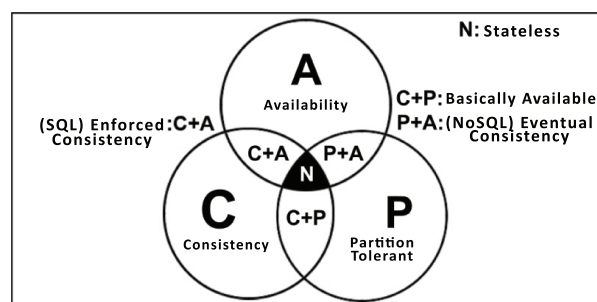 N: Stateless
A
Availability
(SQL) Enforced :C+A
Consistency
C+P: Basically Available
P+A: (NoSQL) Eventual
Consistency
C+A
P+A
N
C
Consistency
C+P
P
Partition
Tolerant